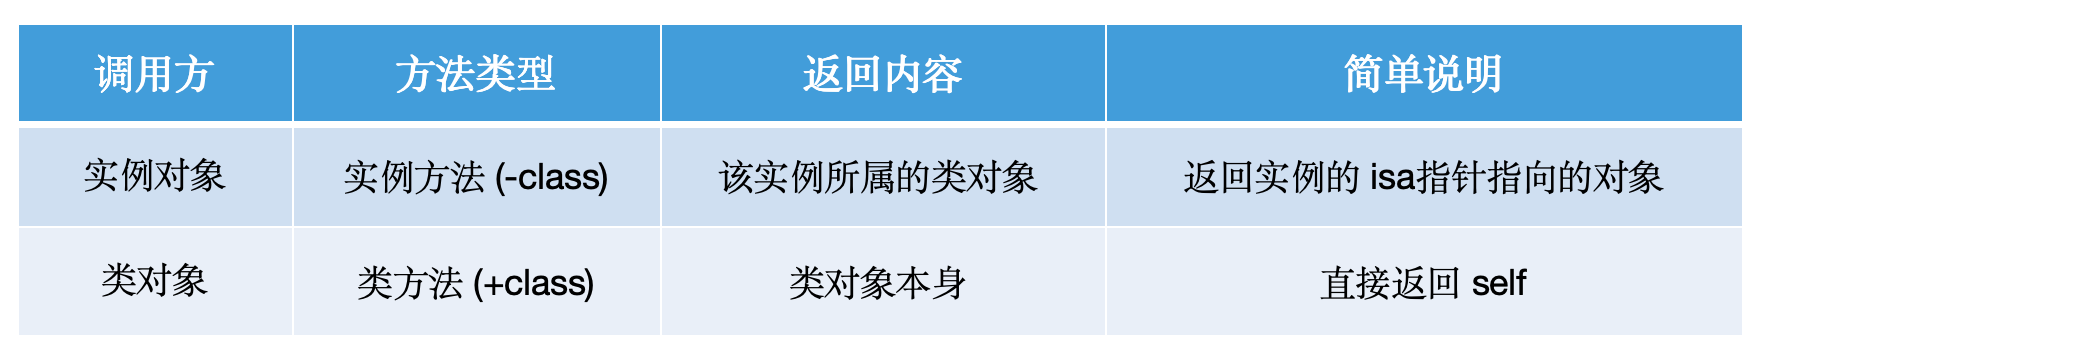 调用方 方法类型 返回内容 简单说明
实例对象 实例方法 (-class) 该实例所属的类对象 返回实例的 isa指针指向的对象
类对象 类方法 (+class) 类对象本身 直接返回 self